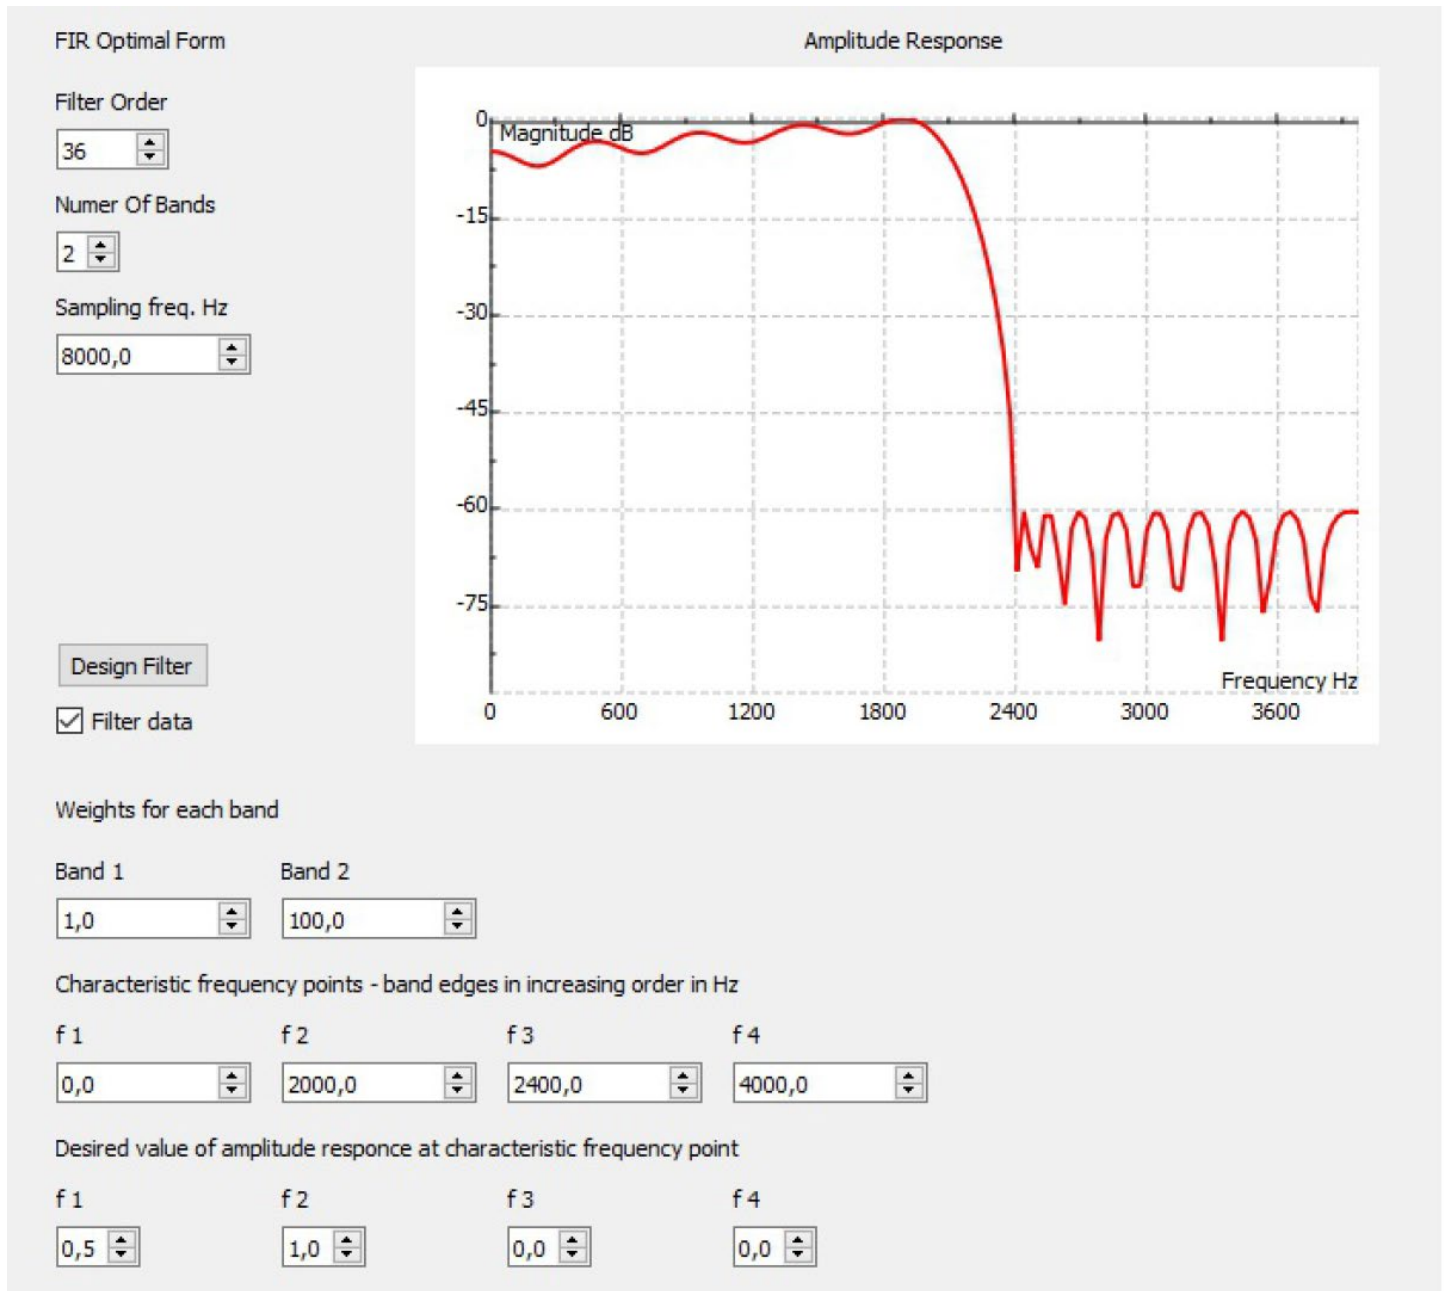 FIR Optimal Form
Amplitude Response
Filter Order
36
Numer Of Bands
2
Sampling freq. Hz
8000,0
Magnitude dB
0
-15
-30
-45
-60
-75
Frequency Hz
0 600 1200 1800 2400 3000 3600
Design Filter
Filter data
Weights for each band
Band 1 Band 2
1,0 100,0
Characteristic frequency points - band edges in increasing order in Hz
f 1 f 2 f 3 f 4
0,0 2000,0 2400,0 4000,0
Desired value of amplitude responce at characteristic frequency point
f 1 f 2 f 3 f 4
0,5 1,0 0,0 0,0